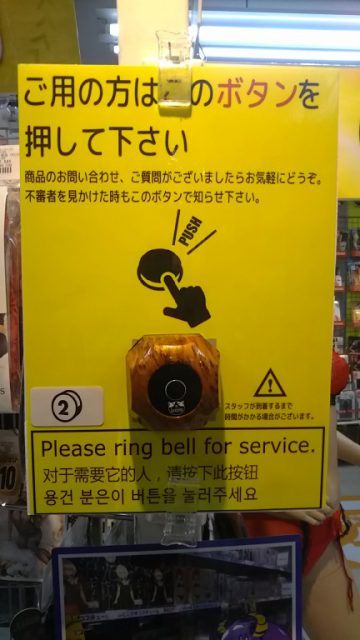 ご用の方は このボタンを
押して下さい
商品のお問い合わせ、ご質問がございましたらお気軽にどうぞ。
不審者を見かけた時もこのボタンで知らせ下さい。
PUSH
2
スタッフが到着するまで
時間がかかる場合がございます。
Please ring bell for service.
对于需要它的人，请按下此按钮
용건 분은이 버튼을 눌러주세요
10